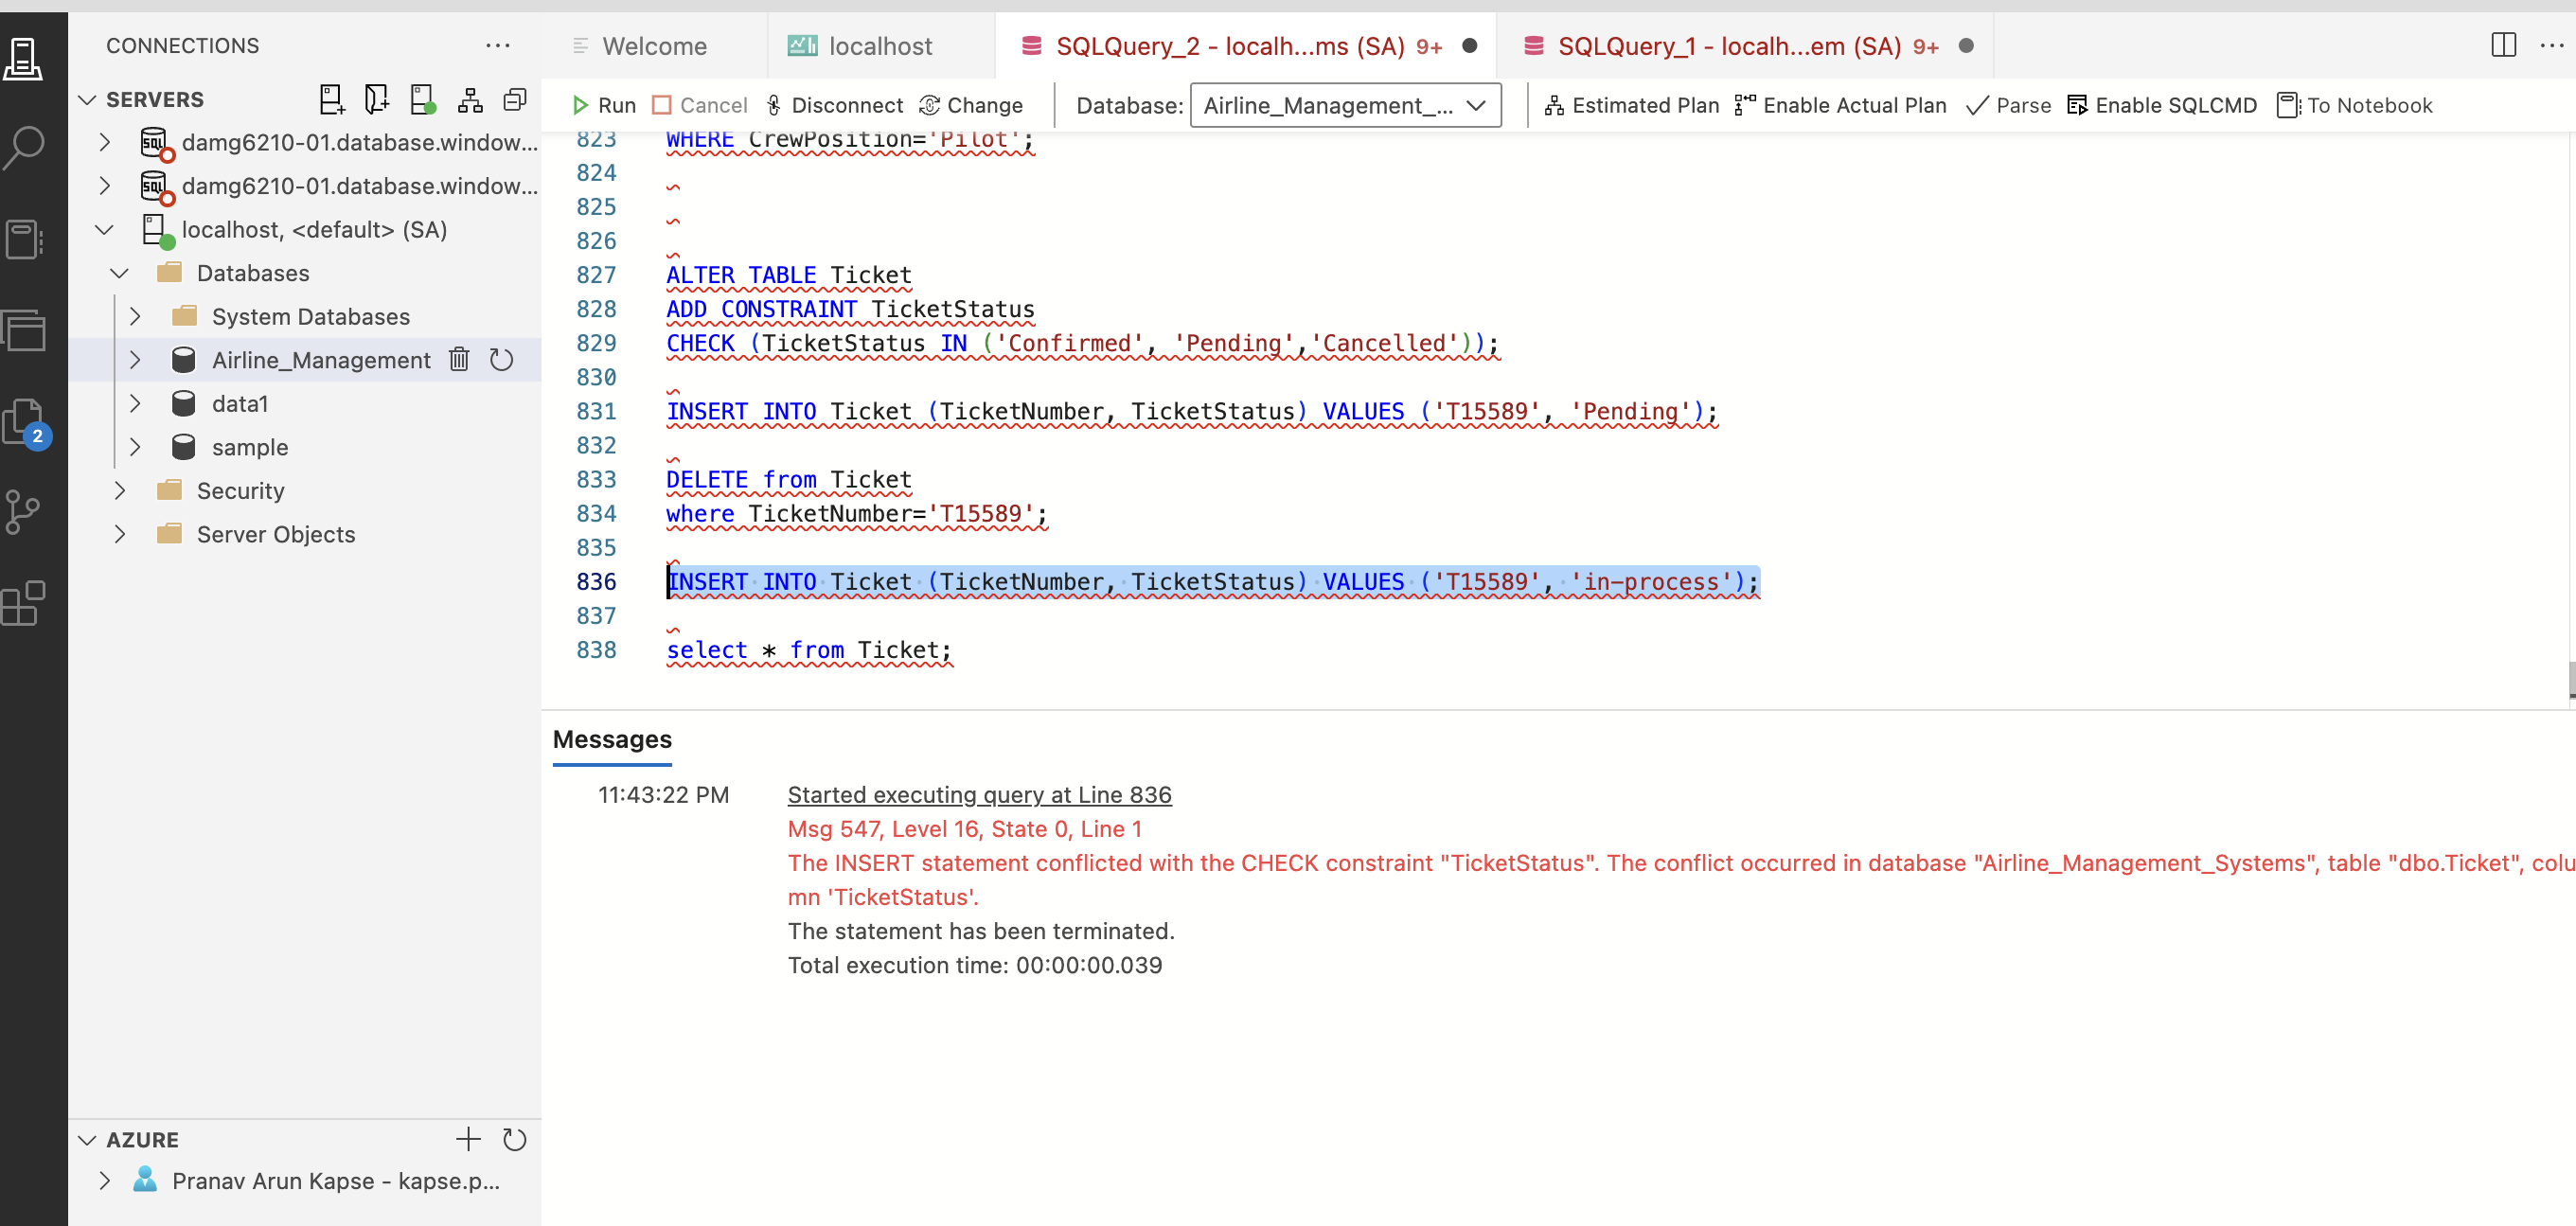 CONNECTIONS ···
SERVERS
damg6210-01.database.window...
damg6210-01.database.window...
localhost, <default> (SA)
Databases
System Databases
Airline_Management
data1
sample
Security
Server Objects
2
AZURE
Pranav Arun Kapse - kapse.p...
Welcome localhost SQLQuery_2 - localh...ms (SA) 9+ SQLQuery_1 - localh...em (SA) 9+
Run Cancel Disconnect Change Database: Airline_Management_... Estimated Plan Enable Actual Plan Parse Enable SQLCMD To Notebook
823 WHERE CrewPosition='Pilot';
824
825
826
827 ALTER TABLE Ticket
828 ADD CONSTRAINT TicketStatus
829 CHECK (TicketStatus IN ('Confirmed', 'Pending','Cancelled'));
830
831 INSERT INTO Ticket (TicketNumber, TicketStatus) VALUES ('T15589', 'Pending');
832
833 DELETE from Ticket
834 where TicketNumber='T15589';
835
836 INSERT INTO Ticket (TicketNumber, TicketStatus) VALUES ('T15589', 'in-process');
837
838 select * from Ticket;
Messages
11:43:22 PM Started executing query at Line 836
Msg 547, Level 16, State 0, Line 1
The INSERT statement conflicted with the CHECK constraint "TicketStatus". The conflict occurred in database "Airline_Management_Systems", table "dbo.Ticket", colu
mn 'TicketStatus'.
The statement has been terminated.
Total execution time: 00:00:00.039